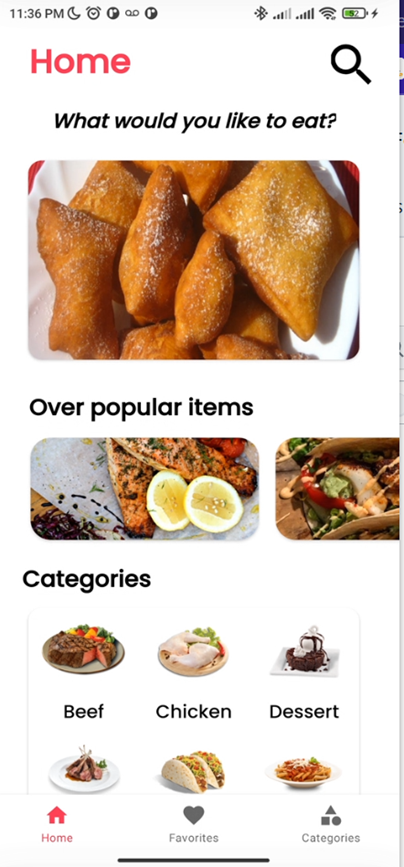 11:36 PM
52
Home
What would you like to eat?
Over popular items
Categories
Beef Chicken Dessert
Home Favorites Categories